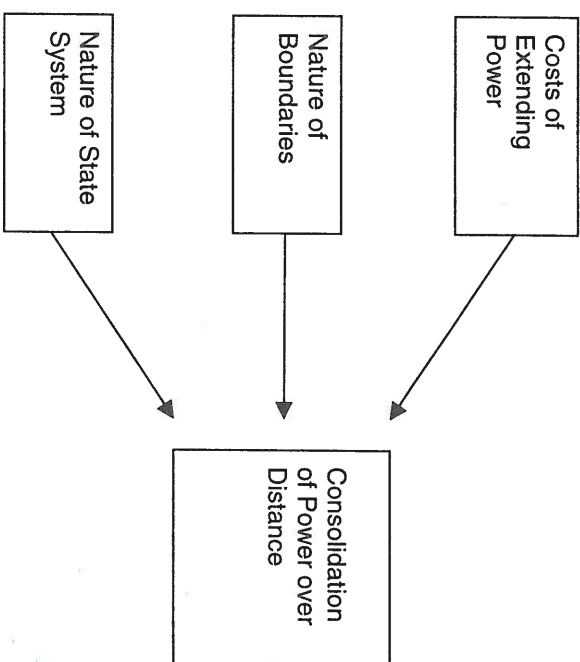 Costs of
Extending
Power
Nature of
Boundaries
Nature of State
System
Consolidation
of Power over
Distance